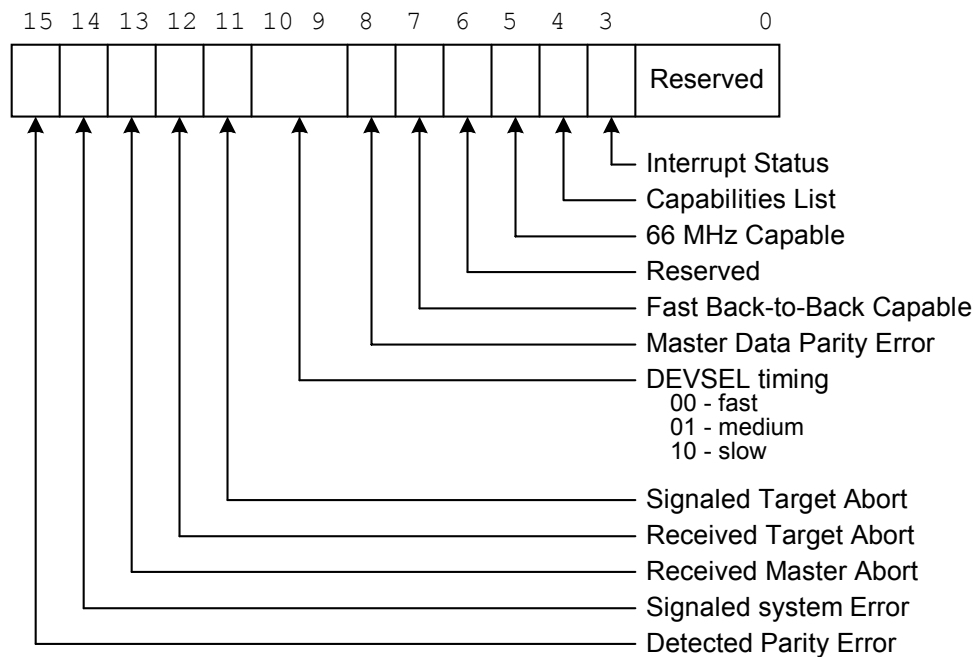 15 14 13 12 11 10 9 8 7 6 5 4 3 0
Reserved
Interrupt Status
Capabilities List
66 MHz Capable
Reserved
Fast Back-to-Back Capable
Master Data Parity Error
DEVSEL timing
00 - fast
01 - medium
10 - slow
Signaled Target Abort
Received Target Abort
Received Master Abort
Signaled system Error
Detected Parity Error